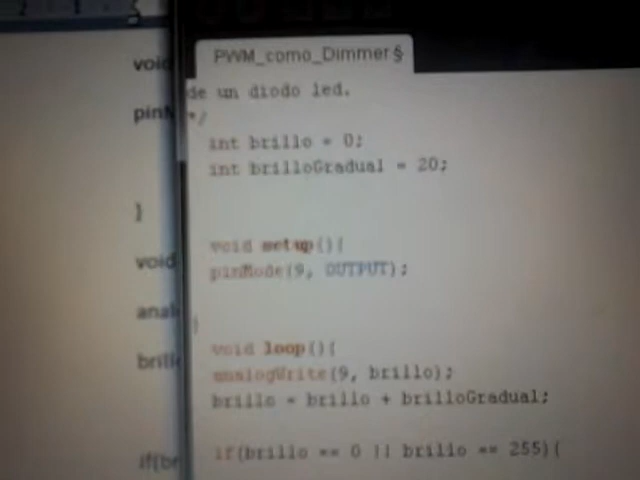 PWM_como_Dimmer §
de un diodo led.
*/
int brillo = 0;
int brilloGradual = 20;
void setup(){
pinMode(9, OUTPUT);
}
void loop(){
analogWrite(9, brillo);
brillo = brillo + brilloGradual;
if(brillo == 0 || brillo == 255){
void
pinM
}
void
anal
brill
if(br